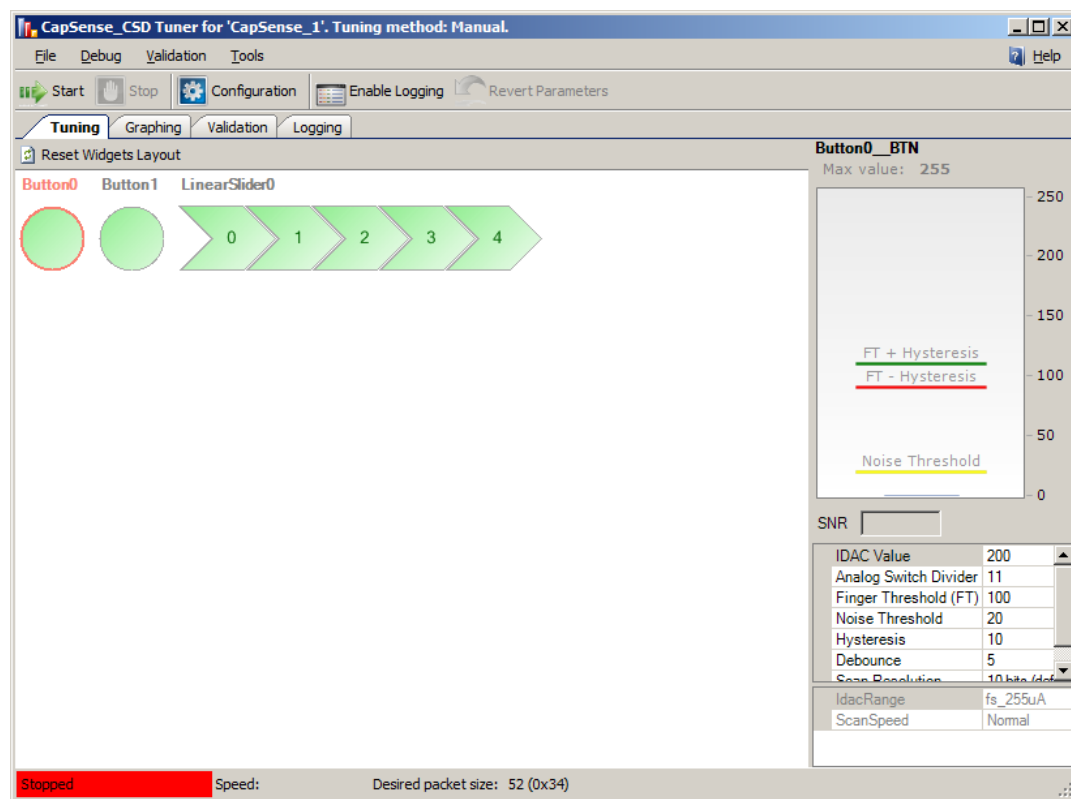 CapSense_CSD Tuner for 'CapSense_1'. Tuning method: Manual.
File Debug Validation Tools Help
Start Stop Configuration Enable Logging Revert Parameters
Tuning Graphing Validation Logging
Reset Widgets Layout
Button0 Button1 LinearSlider0
0 1 2 3 4
Button0__BTN
Max value: 255
250
200
150
FT + Hysteresis
FT - Hysteresis
100
50
Noise Threshold
0
SNR
IDAC Value 200
Analog Switch Divider 11
Finger Threshold (FT) 100
Noise Threshold 20
Hysteresis 10
Debounce 5
Scan Resolution 10 bits
IdacRange fs_255uA
ScanSpeed Normal
Stopped Speed: Desired packet size: 52 (0x34)